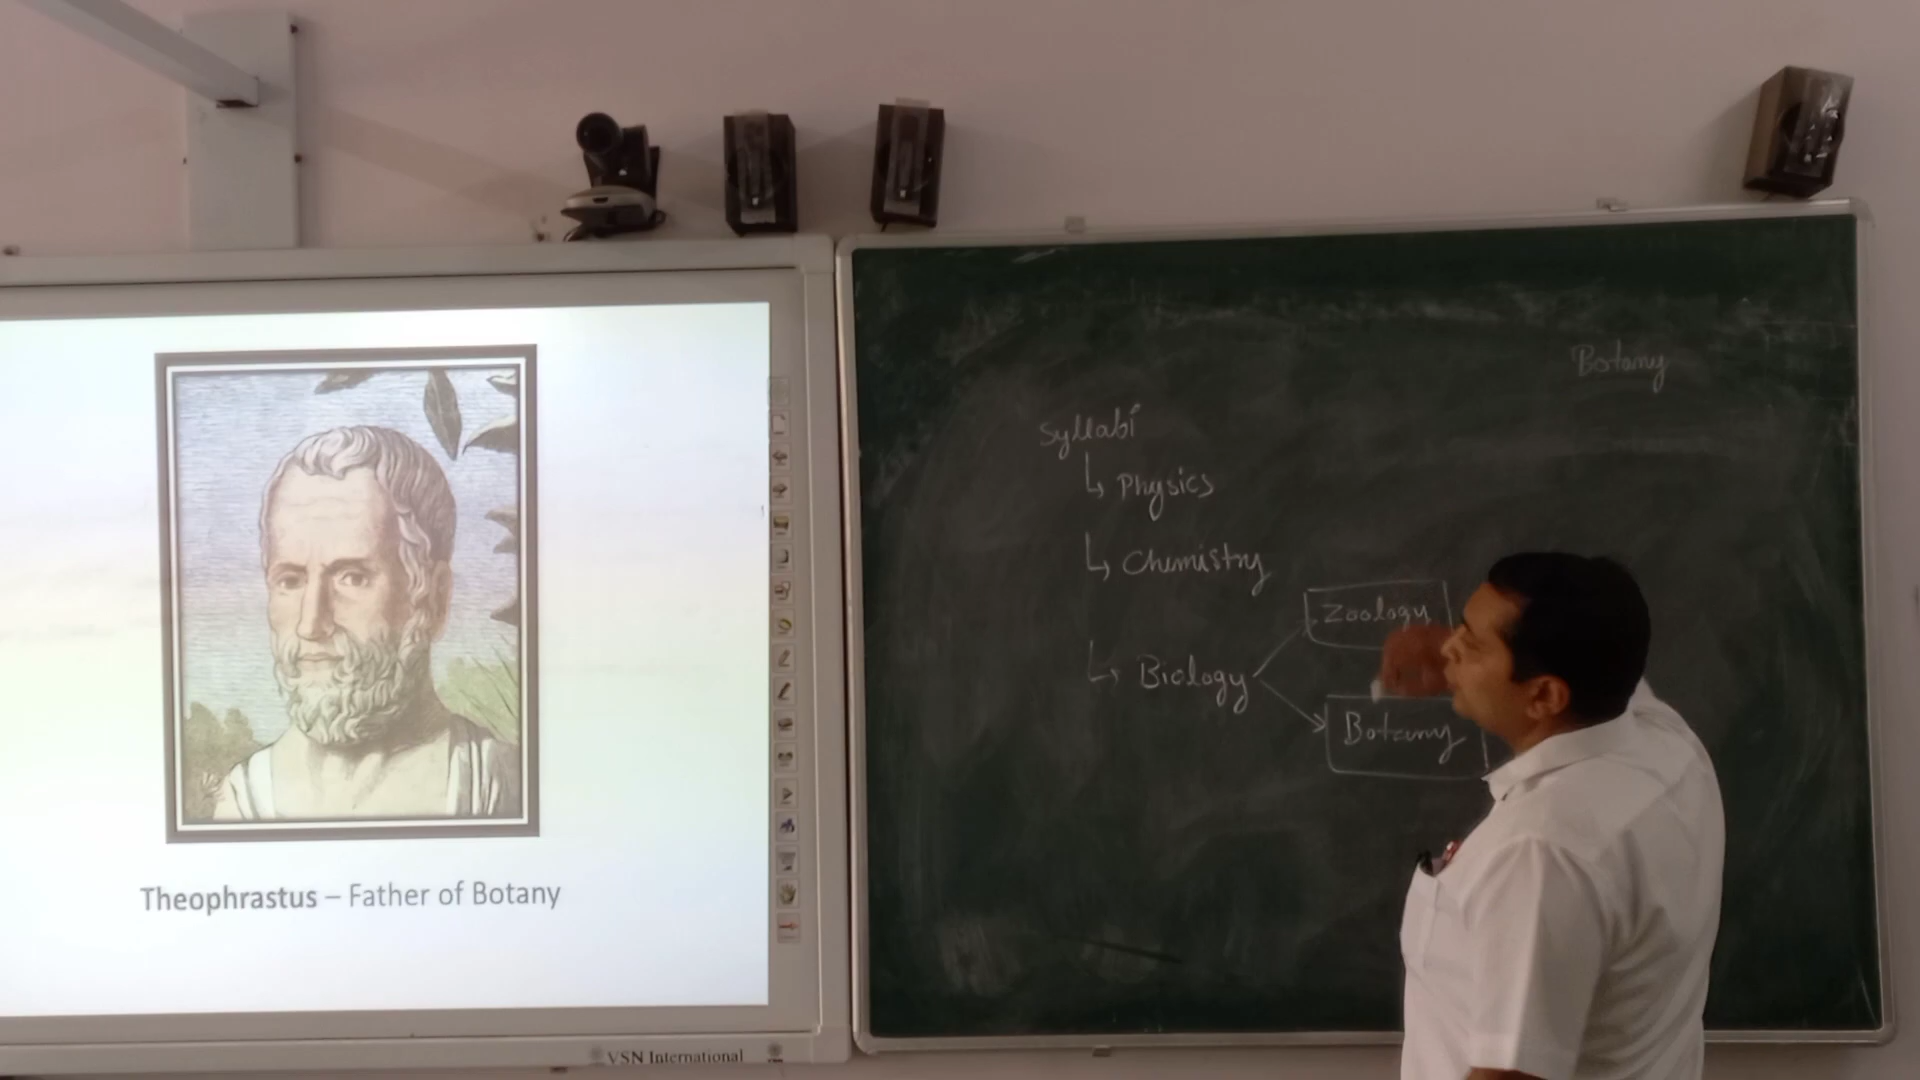 Theophrastus – Father of Botany
VSN International
Botany
Syllabi
Physics
Chemistry
Biology
Zoology
Botany